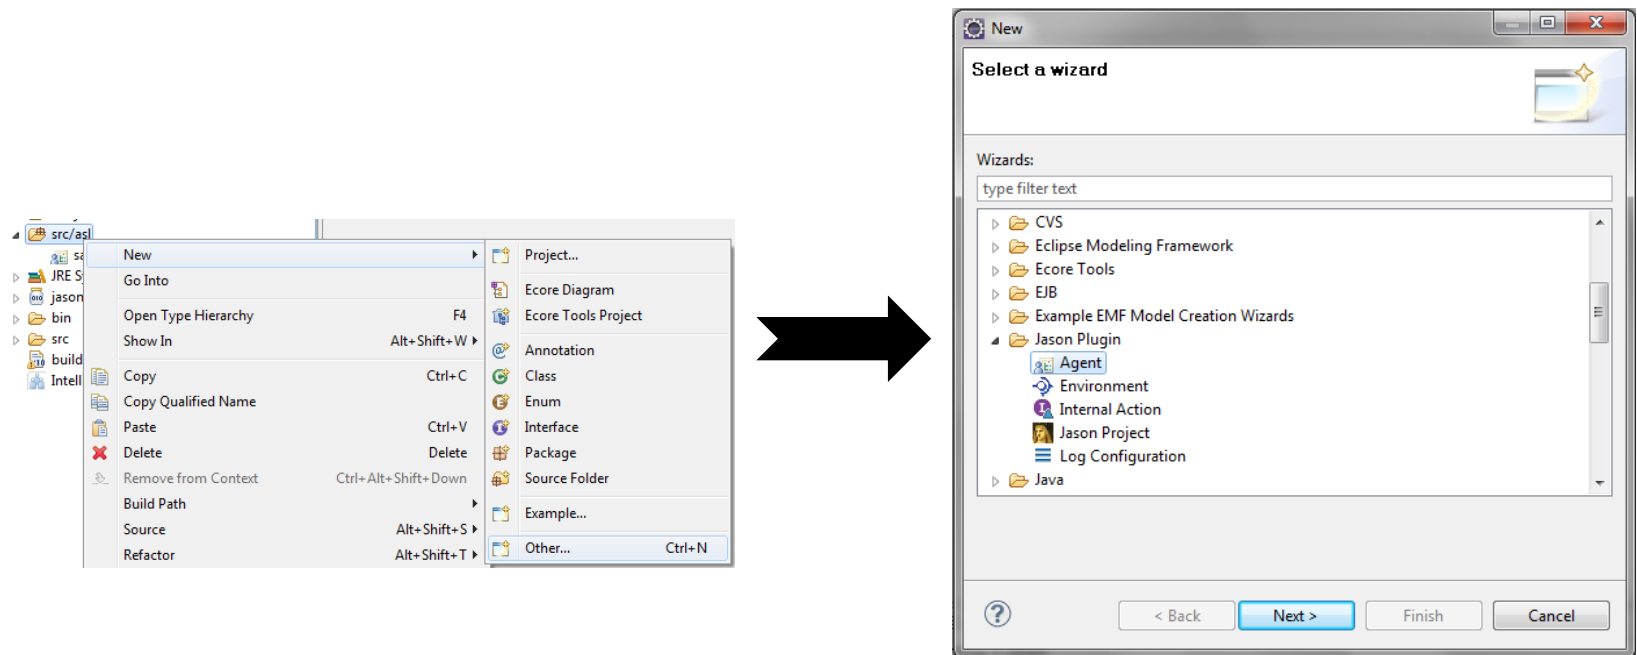 src/asl
JRE S
jason
bin
src
build
Intell
New
Go Into
Open Type Hierarchy F4
Show In Alt+Shift+W
Copy Ctrl+C
Copy Qualified Name
Paste Ctrl+V
Delete Delete
Remove from Context Ctrl+Alt+Shift+Down
Build Path
Source Alt+Shift+S
Refactor Alt+Shift+T
Project...
Ecore Diagram
Ecore Tools Project
Annotation
Class
Enum
Interface
Package
Source Folder
Example...
Other... Ctrl+N
New
Select a wizard
Wizards:
type filter text
CVS
Eclipse Modeling Framework
Ecore Tools
EJB
Example EMF Model Creation Wizards
Jason Plugin
Agent
Environment
Internal Action
Jason Project
Log Configuration
Java
< Back Next > Finish Cancel